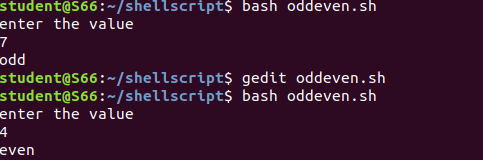 student@S66:~/shellscript$ bash oddeven.sh
enter the value
7
odd
student@S66:~/shellscript$ gedit oddeven.sh
student@S66:~/shellscript$ bash oddeven.sh
enter the value
4
even